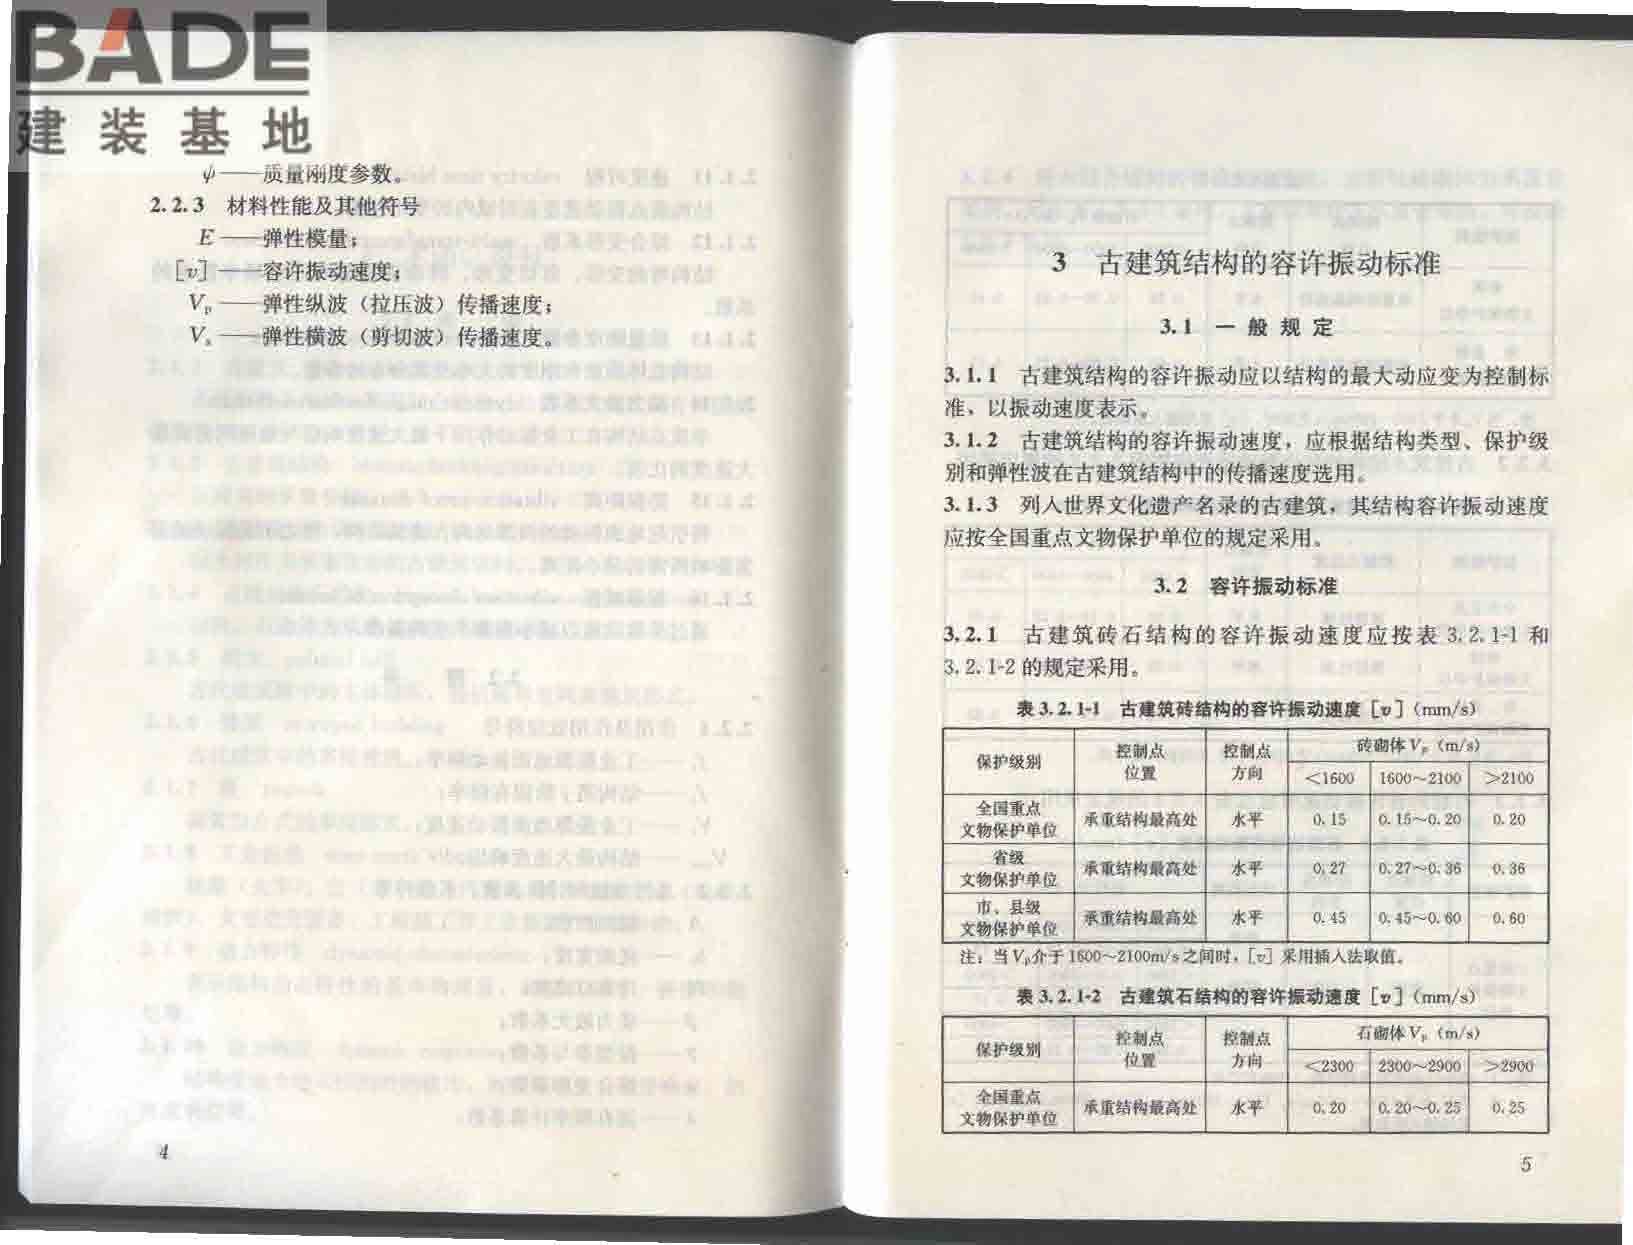 BADE
建装基地
ψ——质量刚度参数。
2.2.3 材料性能及其他符号
E——弹性模量；
［v］——容许振动速度；
Vp——弹性纵波（拉压波）传播速度；
Vs——弹性横波（剪切波）传播速度。
4
3 古建筑结构的容许振动标准
3.1 一般规定
3.1.1 古建筑结构的容许振动应以结构的最大动应变为控制标
准，以振动速度表示。
3.1.2 古建筑结构的容许振动速度，应根据结构类型、保护级
别和弹性波在古建筑结构中的传播速度选用。
3.1.3 列入世界文化遗产名录的古建筑，其结构容许振动速度
应按全国重点文物保护单位的规定采用。
3.2 容许振动标准
3.2.1 古建筑砖石结构的容许振动速度应按表 3.2.1-1 和
3.2.1-2 的规定采用。
表 3.2.1-1 古建筑砖结构的容许振动速度［v］（mm/s）
保护级别 控制点位置 控制点方向 砖砌体 Vp（m/s）
<1600 1600～2100 >2100
全国重点文物保护单位 承重结构最高处 水平 0.15 0.15～0.20 0.20
省级文物保护单位 承重结构最高处 水平 0.27 0.27～0.36 0.36
市、县级文物保护单位 承重结构最高处 水平 0.45 0.45～0.60 0.60
注：当 Vp介于 1600～2100m/s 之间时，［v］采用插入法取值。
表 3.2.1-2 古建筑石结构的容许振动速度［v］（mm/s）
保护级别 控制点位置 控制点方向 石砌体 Vp（m/s）
<2300 2300～2900 >2900
全国重点文物保护单位 承重结构最高处 水平 0.20 0.20～0.25 0.25
5